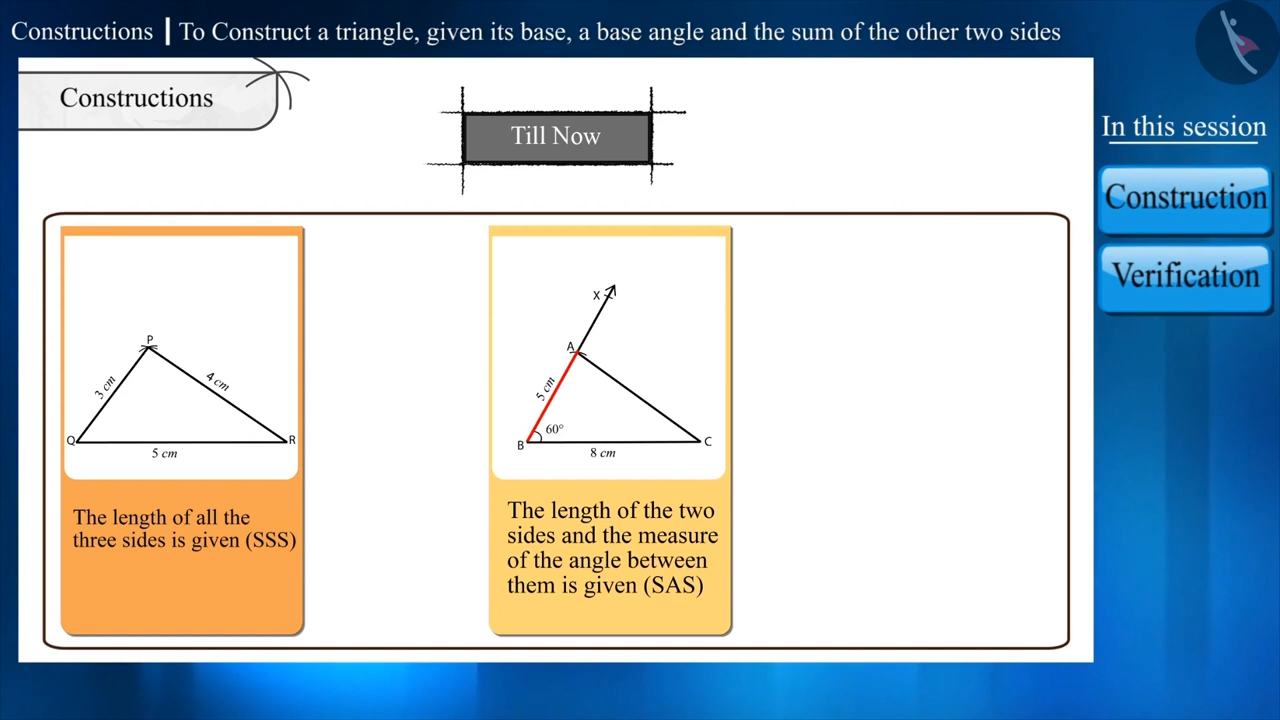 Constructions | To Construct a triangle, given its base, a base angle and the sum of the other two sides
Constructions
Till Now
In this session
Construction
Verification
P
3 cm
4 cm
Q
R
5 cm
The length of all the
three sides is given (SSS)
X
A
5 cm
60°
B
C
8 cm
The length of the two
sides and the measure
of the angle between
them is given (SAS)